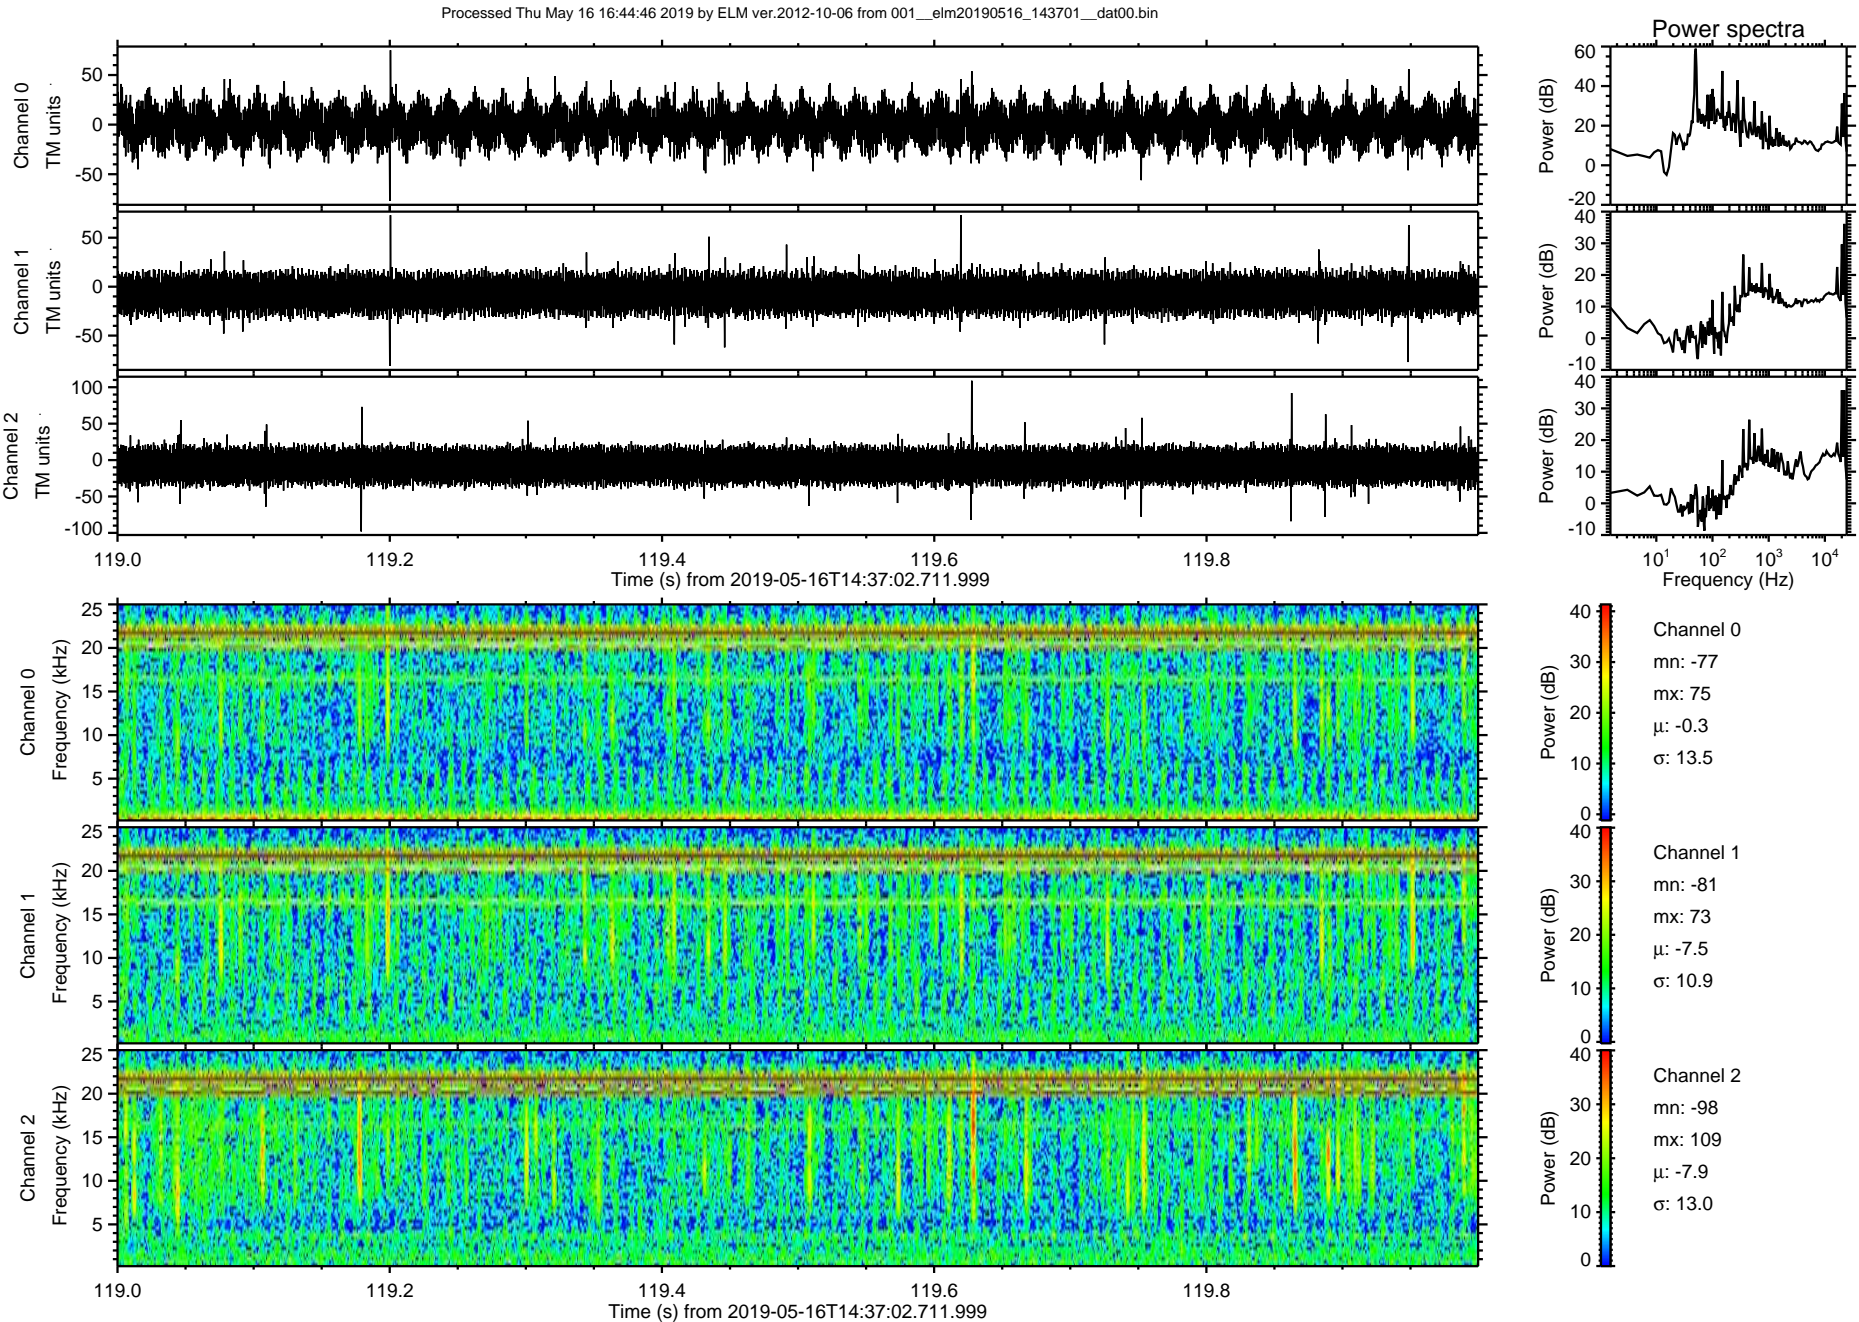 Processed Thu May 16 16:44:46 2019 by ELM ver.2012-10-06 from 001__elm20190516_143701__dat00.bin
Power spectra
Channel 0
TM units
50
0
-50
Power (dB)
60
40
20
0
-20
Channel 1
TM units
50
0
-50
Power (dB)
40
30
20
10
0
-10
Channel 2
TM units
100
50
0
-50
-100
Power (dB)
40
30
20
10
0
-10
119.0 119.2 119.4 119.6 119.8
Time (s) from 2019-05-16T14:37:02.711.999
10¹ 10² 10³ 10⁴
Frequency (Hz)
Channel 0
Frequency (kHz)
25
20
15
10
5
Power (dB)
40
30
20
10
0
Channel 0
mn: -77
mx: 75
μ: -0.3
σ: 13.5
Channel 1
Frequency (kHz)
25
20
15
10
5
Power (dB)
40
30
20
10
0
Channel 1
mn: -81
mx: 73
μ: -7.5
σ: 10.9
Channel 2
Frequency (kHz)
25
20
15
10
5
Power (dB)
40
30
20
10
0
Channel 2
mn: -98
mx: 109
μ: -7.9
σ: 13.0
119.0 119.2 119.4 119.6 119.8
Time (s) from 2019-05-16T14:37:02.711.999